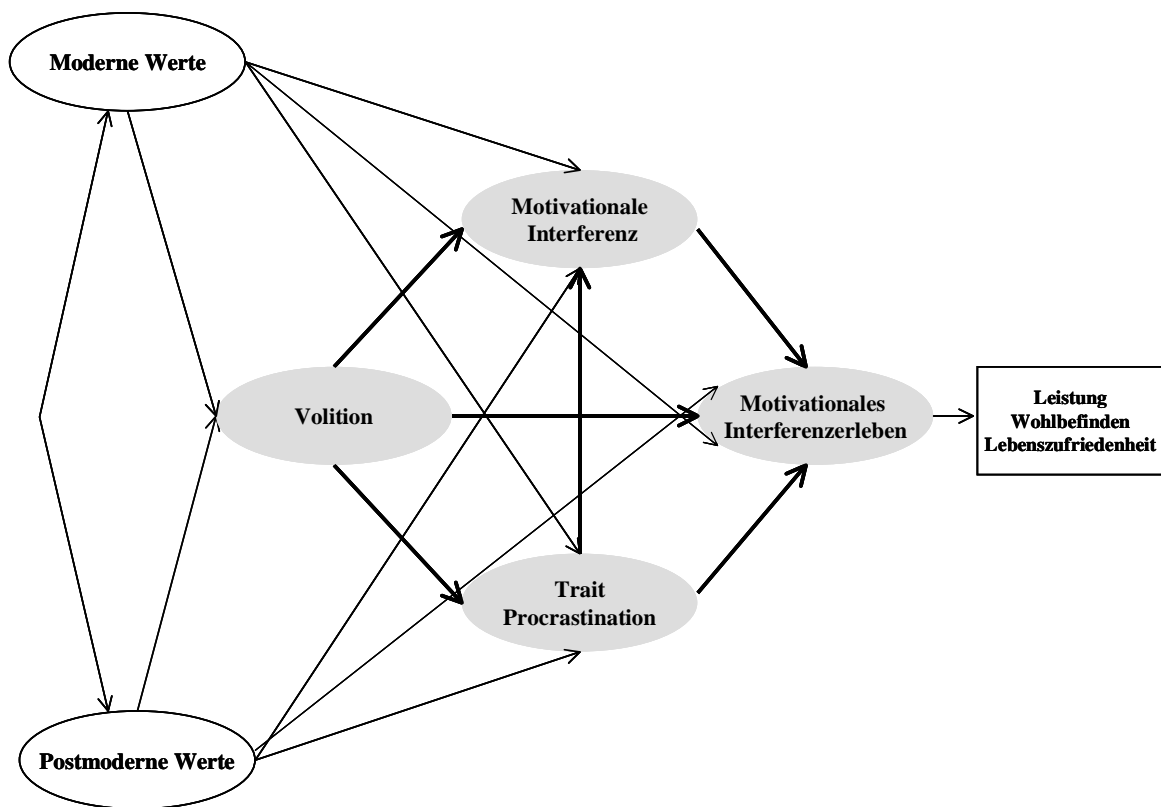 Moderne Werte
Motivationale
Interferenz
Volition
Motivationales
Interferenzerleben
Leistung
Wohlbefinden
Lebenszufriedenheit
Trait
Procrastination
Postmoderne Werte